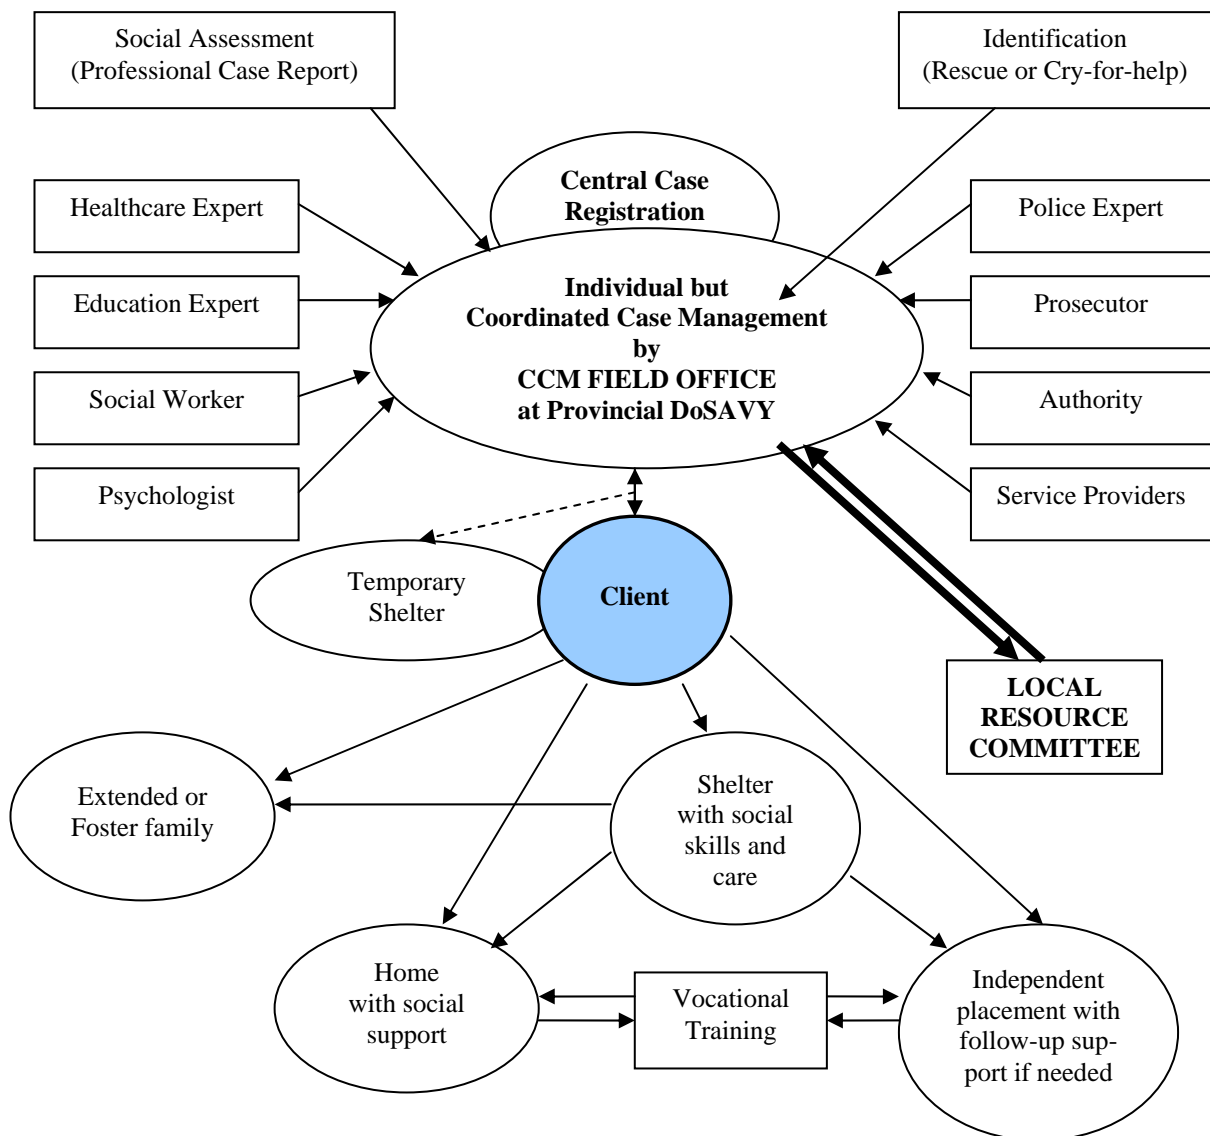 Social Assessment
(Professional Case Report)
Identification
(Rescue or Cry-for-help)
Central Case
Registration
Healthcare Expert
Education Expert
Social Worker
Psychologist
Individual but
Coordinated Case Management
by
CCM FIELD OFFICE
at Provincial DoSAVY
Police Expert
Prosecutor
Authority
Service Providers
Temporary
Shelter
Client
LOCAL
RESOURCE
COMMITTEE
Extended or
Foster family
Shelter
with social
skills and
care
Home
with social
support
Vocational
Training
Independent
placement with
follow-up sup-
port if needed